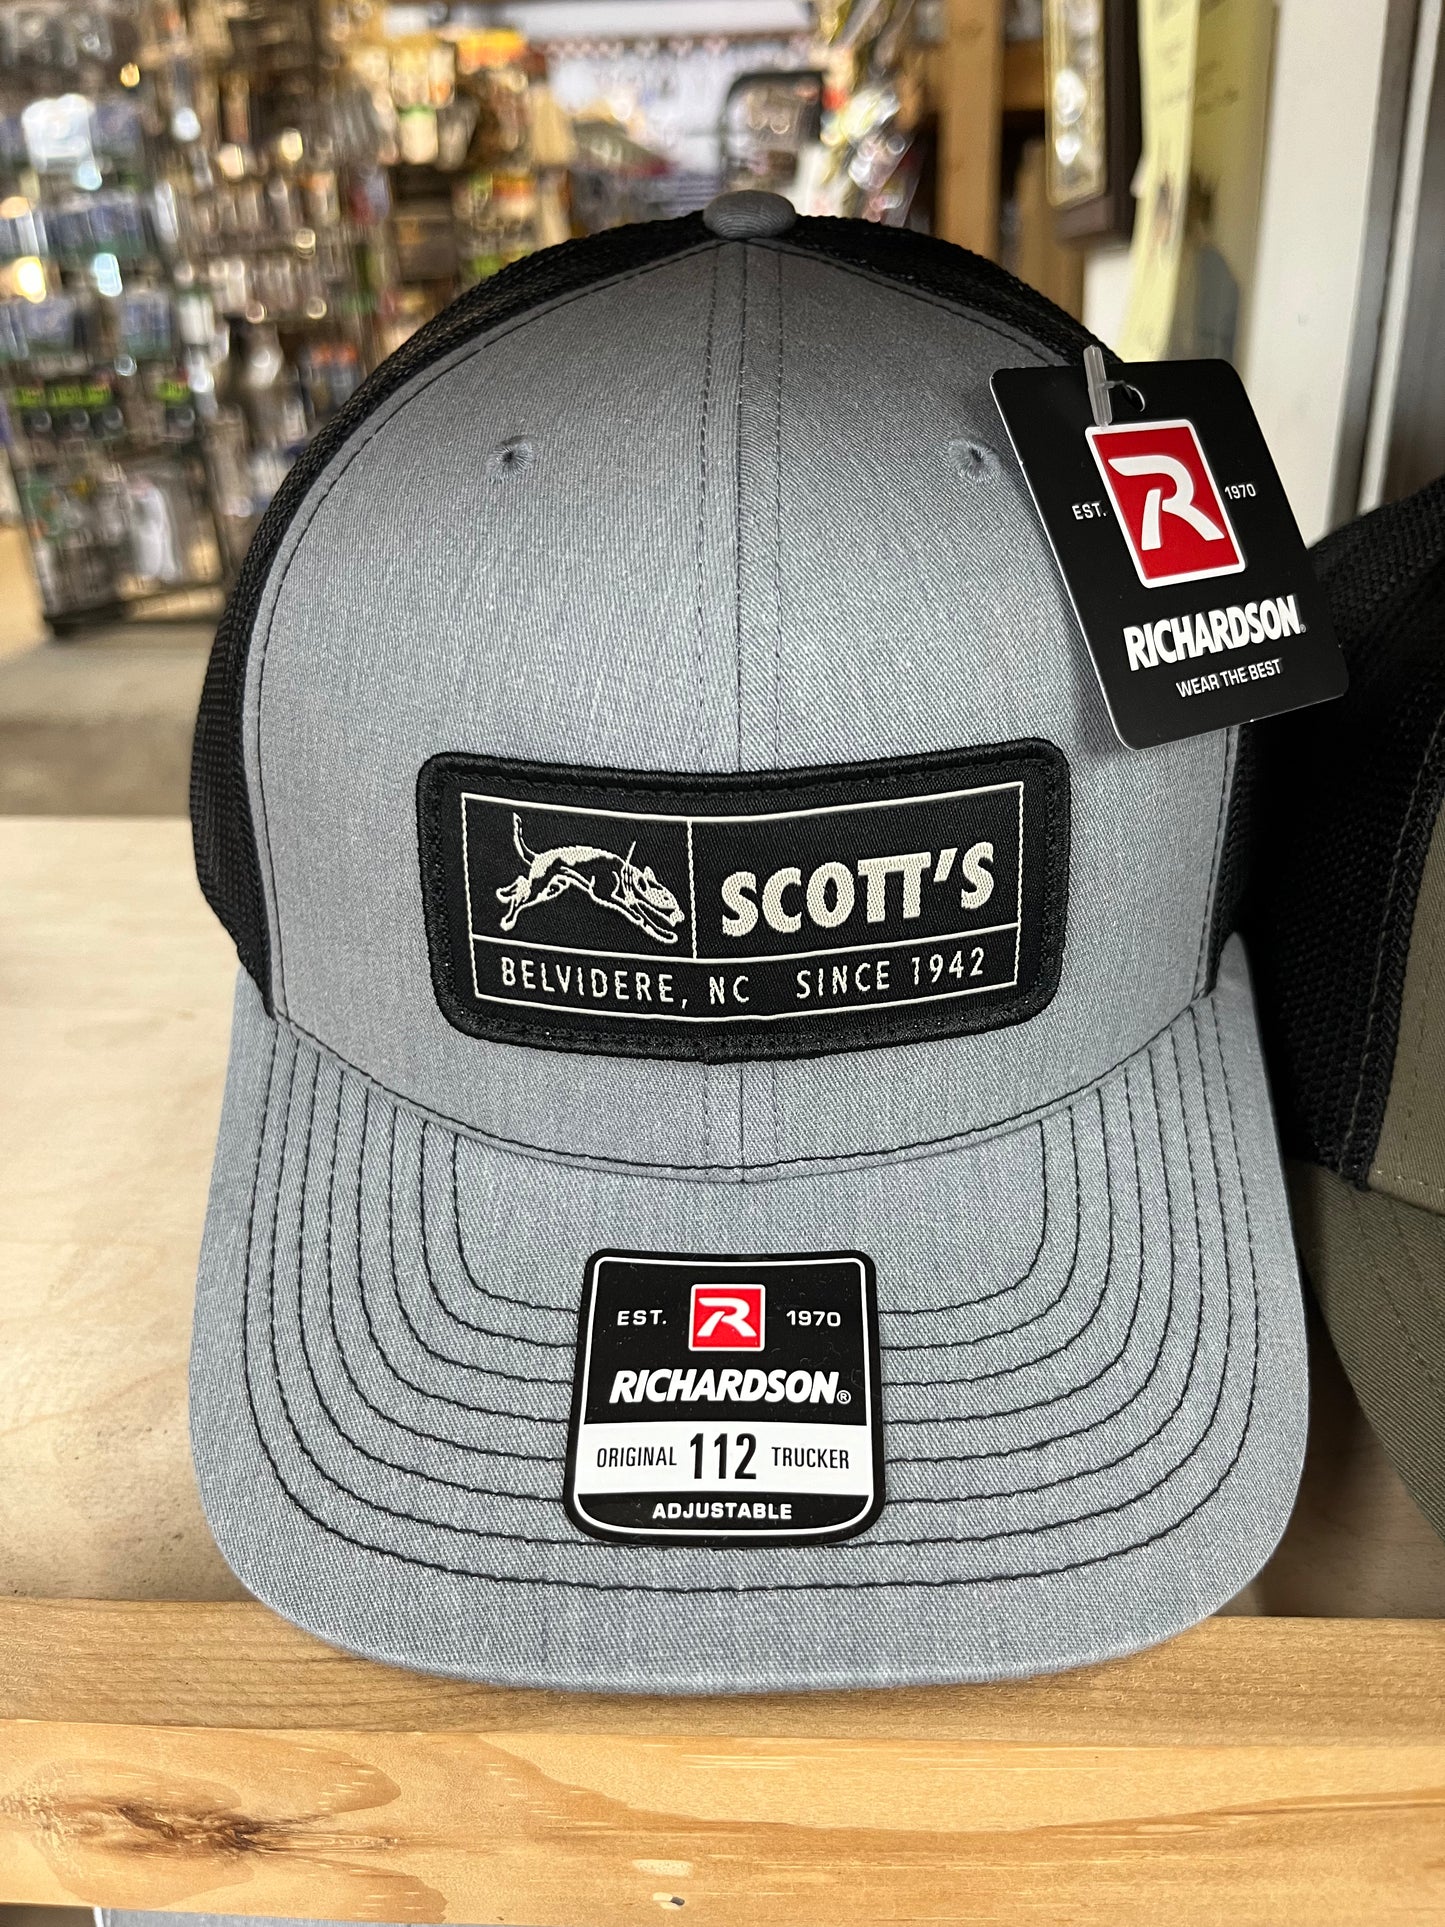 EST. R 1970
RICHARDSON®
WEAR THE BEST
SCOTT'S
BELVIDERE, NC SINCE 1942
EST. R 1970
RICHARDSON®
ORIGINAL 112 TRUCKER
ADJUSTABLE